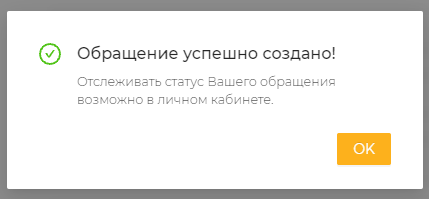 Обращение успешно создано!
Отслеживать статус Вашего обращения
возможно в личном кабинете.
OK